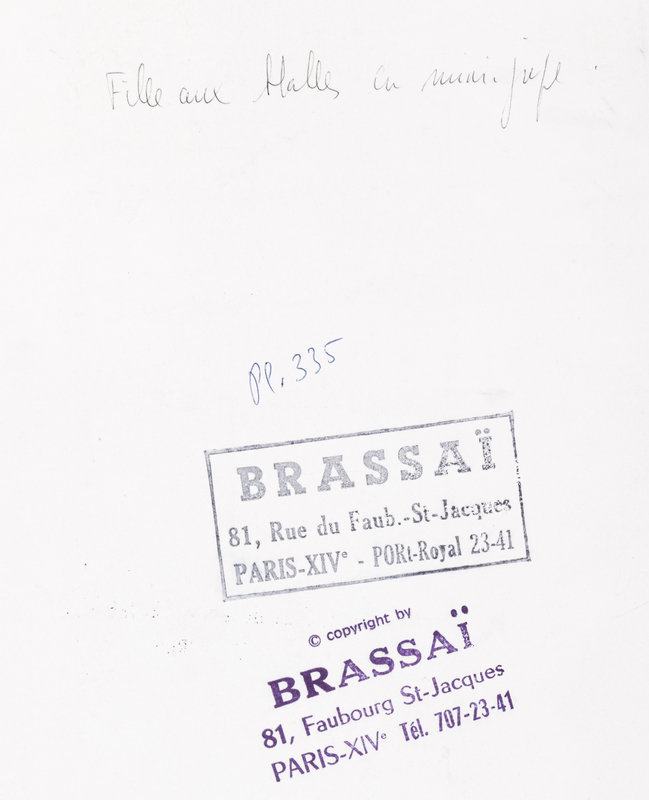 Fille aux Halles en mini-jupe.
Pl. 335
BRASSAÏ
81, Rue du Faub.-St-Jacques
PARIS-XIVe - PORt-Royal 23-41
© copyright by
BRASSAÏ
81, Faubourg St-Jacques
PARIS-XIVe Tél. 707-23-41